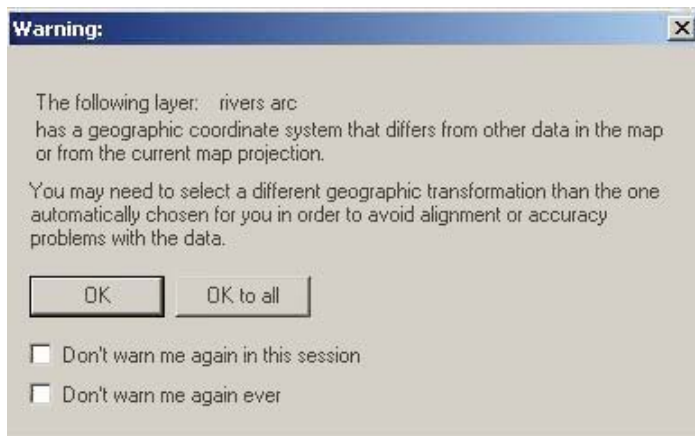 Warning:
The following layer: rivers arc
has a geographic coordinate system that differs from other data in the map
or from the current map projection.
You may need to select a different geographic transformation than the one
automatically chosen for you in order to avoid alignment or accuracy
problems with the data.
OK
OK to all
Don't warn me again in this session
Don't warn me again ever